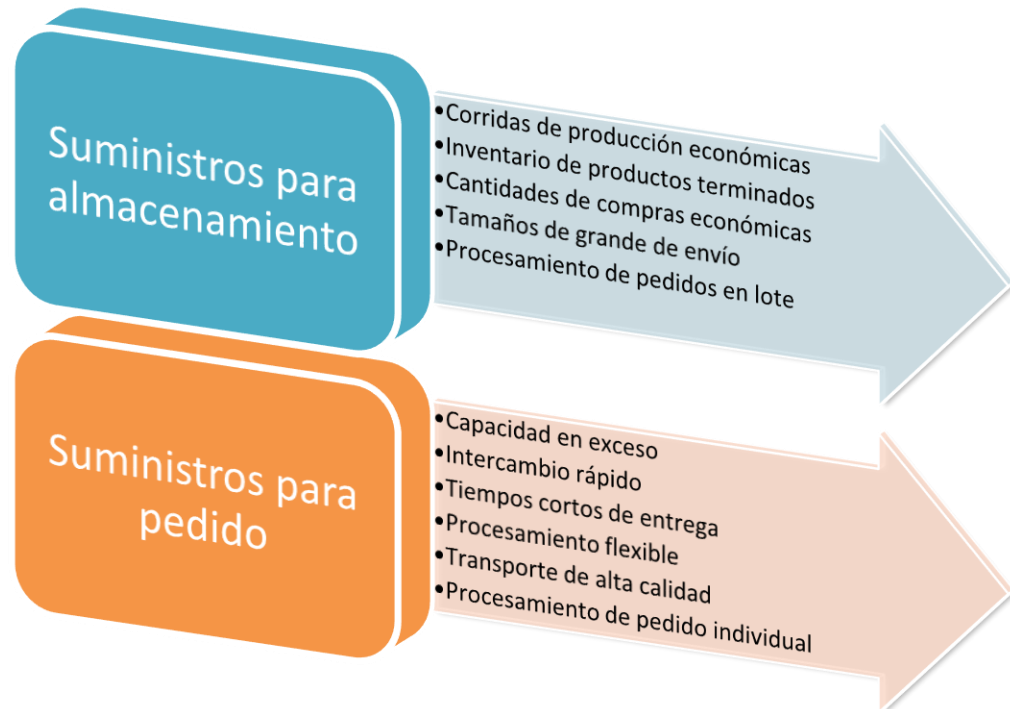 Suministros para
almacenamiento
•Corridas de producción económicas
•Inventario de productos terminados
•Cantidades de compras económicas
•Tamaños de grande de envío
•Procesamiento de pedidos en lote
Suministros para
pedido
•Capacidad en exceso
•Intercambio rápido
•Tiempos cortos de entrega
•Procesamiento flexible
•Transporte de alta calidad
•Procesamiento de pedido individual